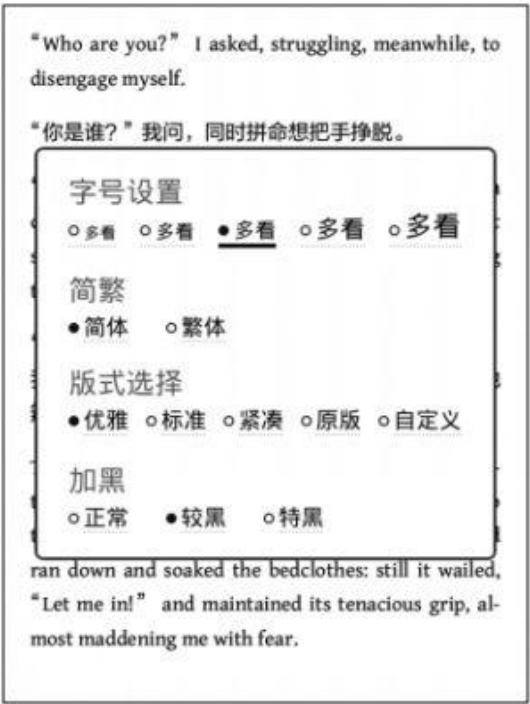 “Who are you?” I asked, struggling, meanwhile, to
disengage myself.
“你是谁？”我问，同时拼命想把手挣脱。
字号设置
○多看 ○多看 ●多看 ○多看 ○多看
简繁
●简体 ○繁体
版式选择
●优雅 ○标准 ○紧凑 ○原版 ○自定义
加黑
○正常 ●较黑 ○特黑
ran down and soaked the bedclothes: still it wailed,
“Let me in!” and maintained its tenacious grip, al-
most maddening me with fear.